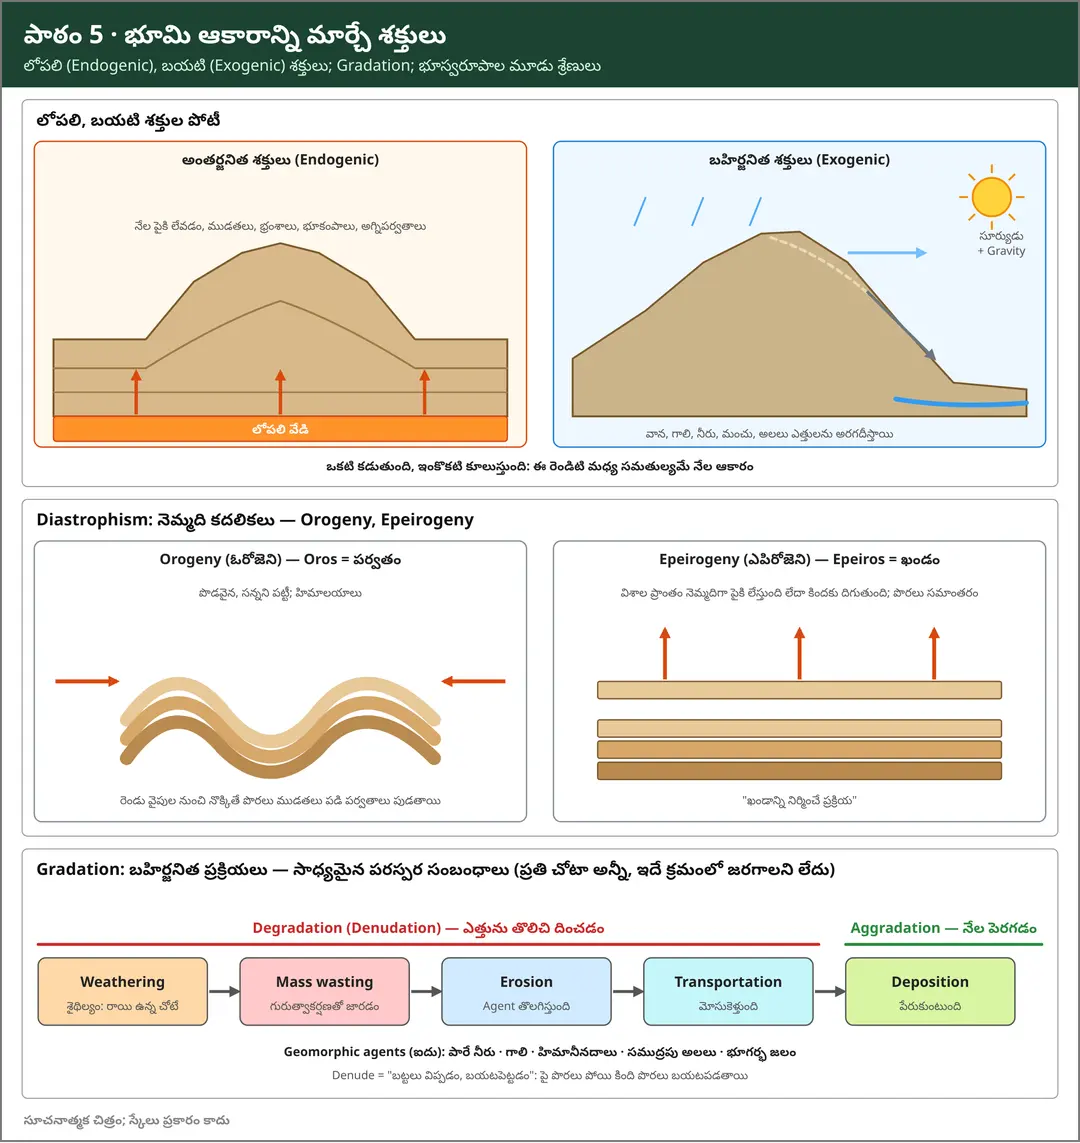 పాఠం 5 · భూమి ఆకారాన్ని మార్చే శక్తులు
లోపలి (Endogenic), బయటి (Exogenic) శక్తులు; Gradation; భూస్వరూపాల మూడు శ్రేణులు
లోపలి, బయటి శక్తుల పోటీ
అంతర్జనిత శక్తులు (Endogenic)
నేల పైకి లేవడం, ముడతలు, భ్రంశాలు, భూకంపాలు, అగ్నిపర్వతాలు
లోపలి వేడి
బహిర్జనిత శక్తులు (Exogenic)
సూర్యుడు
+ Gravity
వాన, గాలి, నీరు, మంచు, అలలు ఎత్తులను అరగదీస్తాయి
ఒకటి కడుతుంది, ఇంకొకటి కూలుస్తుంది: ఈ రెండిటి మధ్య సమతుల్యమే నేల ఆకారం
Diastrophism: నెమ్మది కదలికలు — Orogeny, Epeirogeny
Orogeny (ఓరోజెని) — Oros = పర్వతం
పొడవైన, సన్నని పట్టీ; హిమాలయాలు
రెండు వైపుల నుంచి నొక్కితే పొరలు ముడతలు పడి పర్వతాలు పుడతాయి
Epeirogeny (ఎపిరోజెని) — Epeiros = ఖండం
విశాల ప్రాంతం నెమ్మదిగా పైకి లేస్తుంది లేదా కిందకు దిగుతుంది; పొరలు సమాంతరం
"ఖండాన్ని నిర్మించే ప్రక్రియ"
Gradation: బహిర్జనిత ప్రక్రియలు — సాధ్యమైన పరస్పర సంబంధాలు (ప్రతి చోటా అన్నీ, ఇదే క్రమంలో జరగాలని లేదు)
Degradation (Denudation) — ఎత్తును తొలిచి దించడం
Aggradation — నేల పెరగడం
Weathering
శైథిల్యం: రాయి ఉన్న చోటే
Mass wasting
గురుత్వాకర్షణతో జారడం
Erosion
Agent తొలగిస్తుంది
Transportation
మోసుకెళ్తుంది
Deposition
పేరుకుంటుంది
Geomorphic agents (ఐదు): పారే నీరు · గాలి · హిమానీనదాలు · సముద్రపు అలలు · భూగర్భ జలం
Denude = "బట్టలు విప్పడం, బయటపెట్టడం": పై పొరలు పోయి కింది పొరలు బయటపడతాయి
సూచనాత్మక చిత్రం; స్కేలు ప్రకారం కాదు